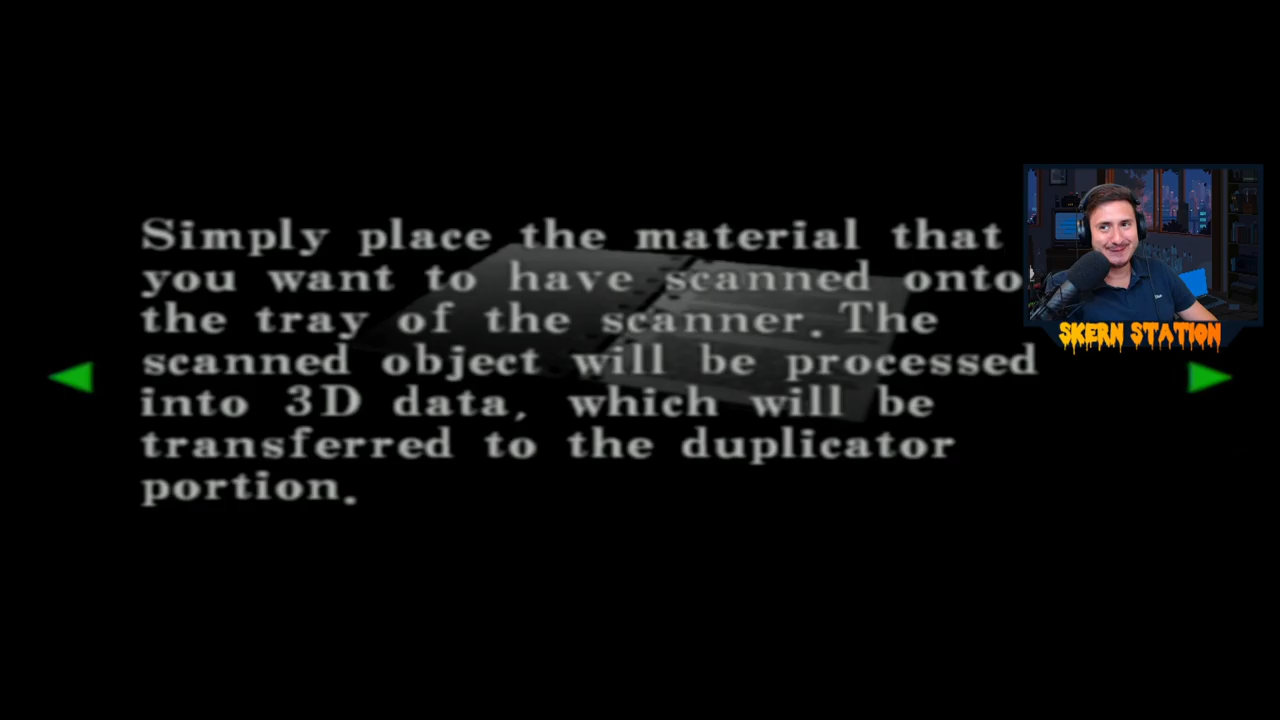 Simply place the material that
you want to have scanned onto
the tray of the scanner. The
scanned object will be processed
into 3D data, which will be
transferred to the duplicator
portion.
SKERN STATION